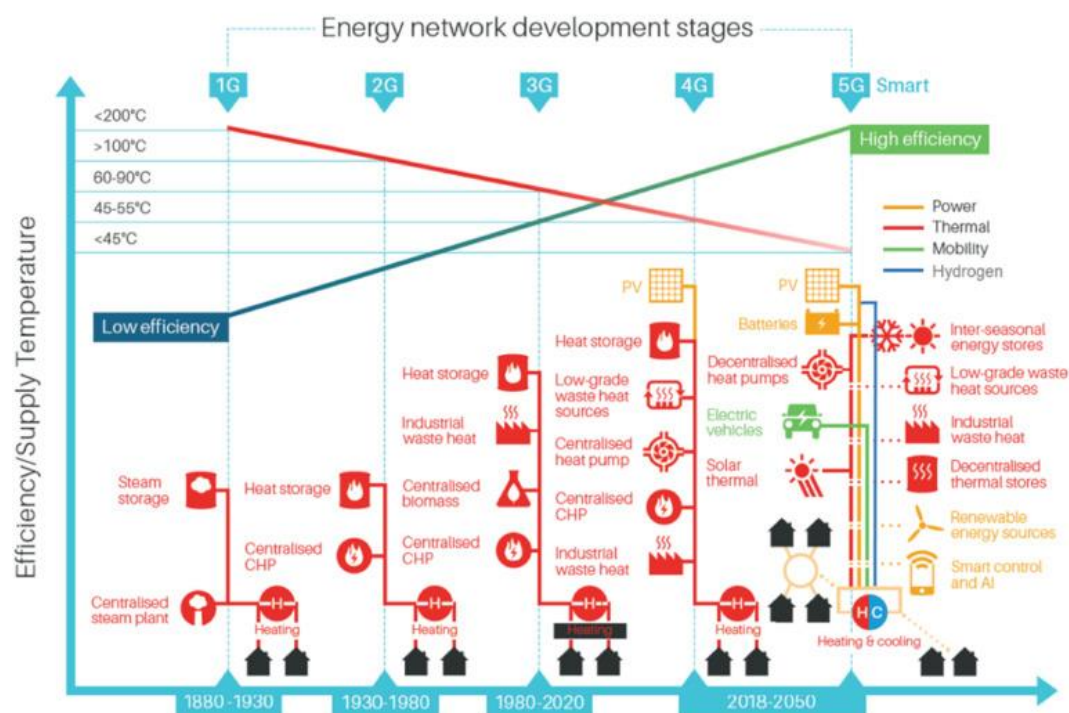 Energy network development stages
1G
2G
3G
4G
5G
Smart
Efficiency/Supply Temperature
<200°C
>100°C
60-90°C
45-55°C
<45°C
Low efficiency
High efficiency
Power
Thermal
Mobility
Hydrogen
Steam
storage
Centralised
steam plant
H
Heating
Heat storage
Centralised
CHP
H
Heating
Heat storage
Industrial
waste heat
Centralised
biomass
Centralised
CHP
H
Heating
PV
Heat storage
Low-grade
waste heat
sources
Centralised
heat pump
Centralised
CHP
Industrial
waste heat
H
Heating
PV
Batteries
Decentralised
heat pumps
Electric
vehicles
Solar
thermal
Inter-seasonal
energy stores
Low-grade waste
heat sources
Industrial
waste heat
Decentralised
thermal stores
Renewable
energy sources
Smart control
and AI
H C
Heating & cooling
1880-1930
1930-1980
1980-2020
2018-2050